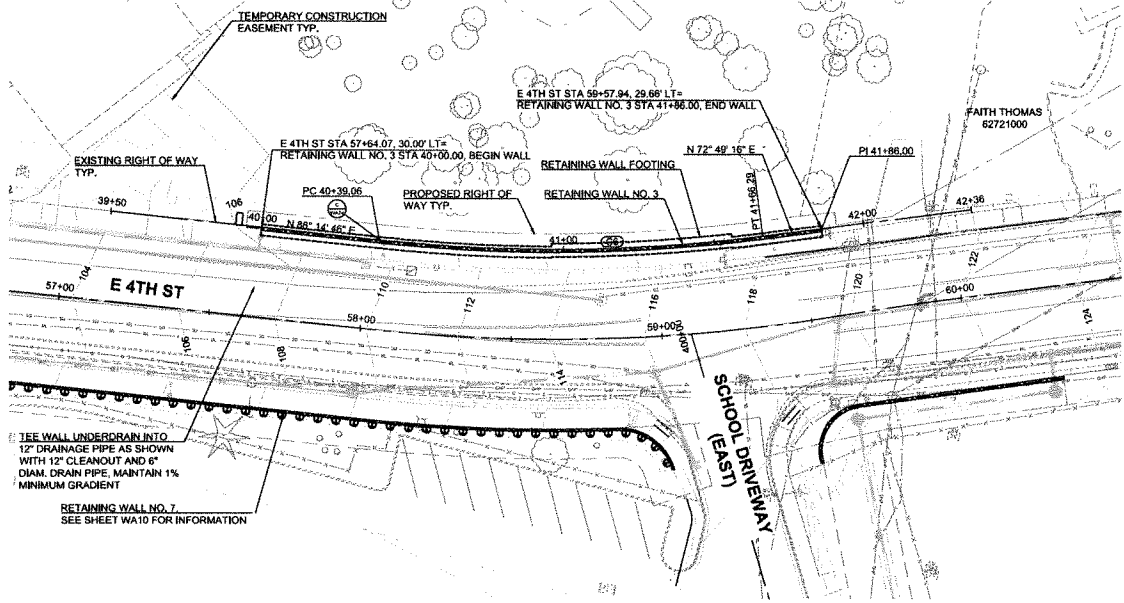 TEMPORARY CONSTRUCTION
EASEMENT TYP.
E 4TH ST STA 59+57.94, 29.66' LT=
RETAINING WALL NO. 3 STA 41+86.00, END WALL
FAITH THOMAS
62721000
E 4TH ST STA 57+64.07, 30.00' LT=
RETAINING WALL NO. 3 STA 40+00.00, BEGIN WALL
EXISTING RIGHT OF WAY
TYP.
RETAINING WALL FOOTING
N 72° 49' 16" E
PI 41+86.00
PC 40+39.06
PROPOSED RIGHT OF
WAY TYP.
RETAINING WALL NO. 3
PT 41+66.29
39+50
106
40+00
N 86° 14' 46" E
41+00
42+00
42+36
104
110
112
116
118
120
122
124
57+00
E 4TH ST
58+00
59+00
60+00
106
108
114
SCHOOL DRIVEWAY
(EAST)
TEE WALL UNDERDRAIN INTO
12" DRAINAGE PIPE AS SHOWN
WITH 12" CLEANOUT AND 6"
DIAM. DRAIN PIPE, MAINTAIN 1%
MINIMUM GRADIENT
RETAINING WALL NO. 7,
SEE SHEET WA10 FOR INFORMATION